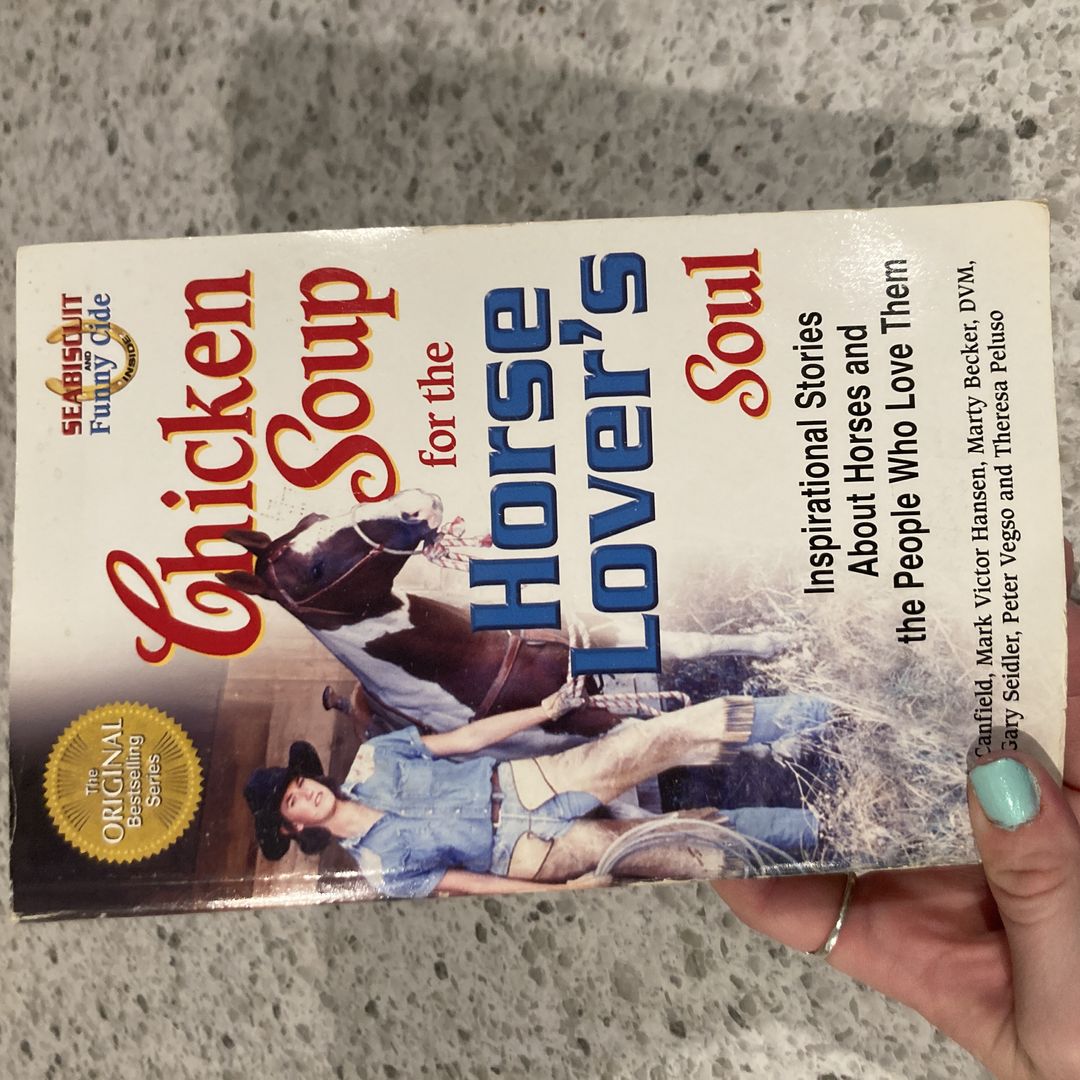 SEABISCUIT
AND
Funny Cide
INSIDE
The
ORIGINAL
Bestselling
Series
Chicken
Soup
for the
Horse
Lover's
Soul
Inspirational Stories
About Horses and
the People Who Love Them
Canfield, Mark Victor Hansen, Marty Becker, DVM,
Gary Seidler, Peter Vegso and Theresa Peluso